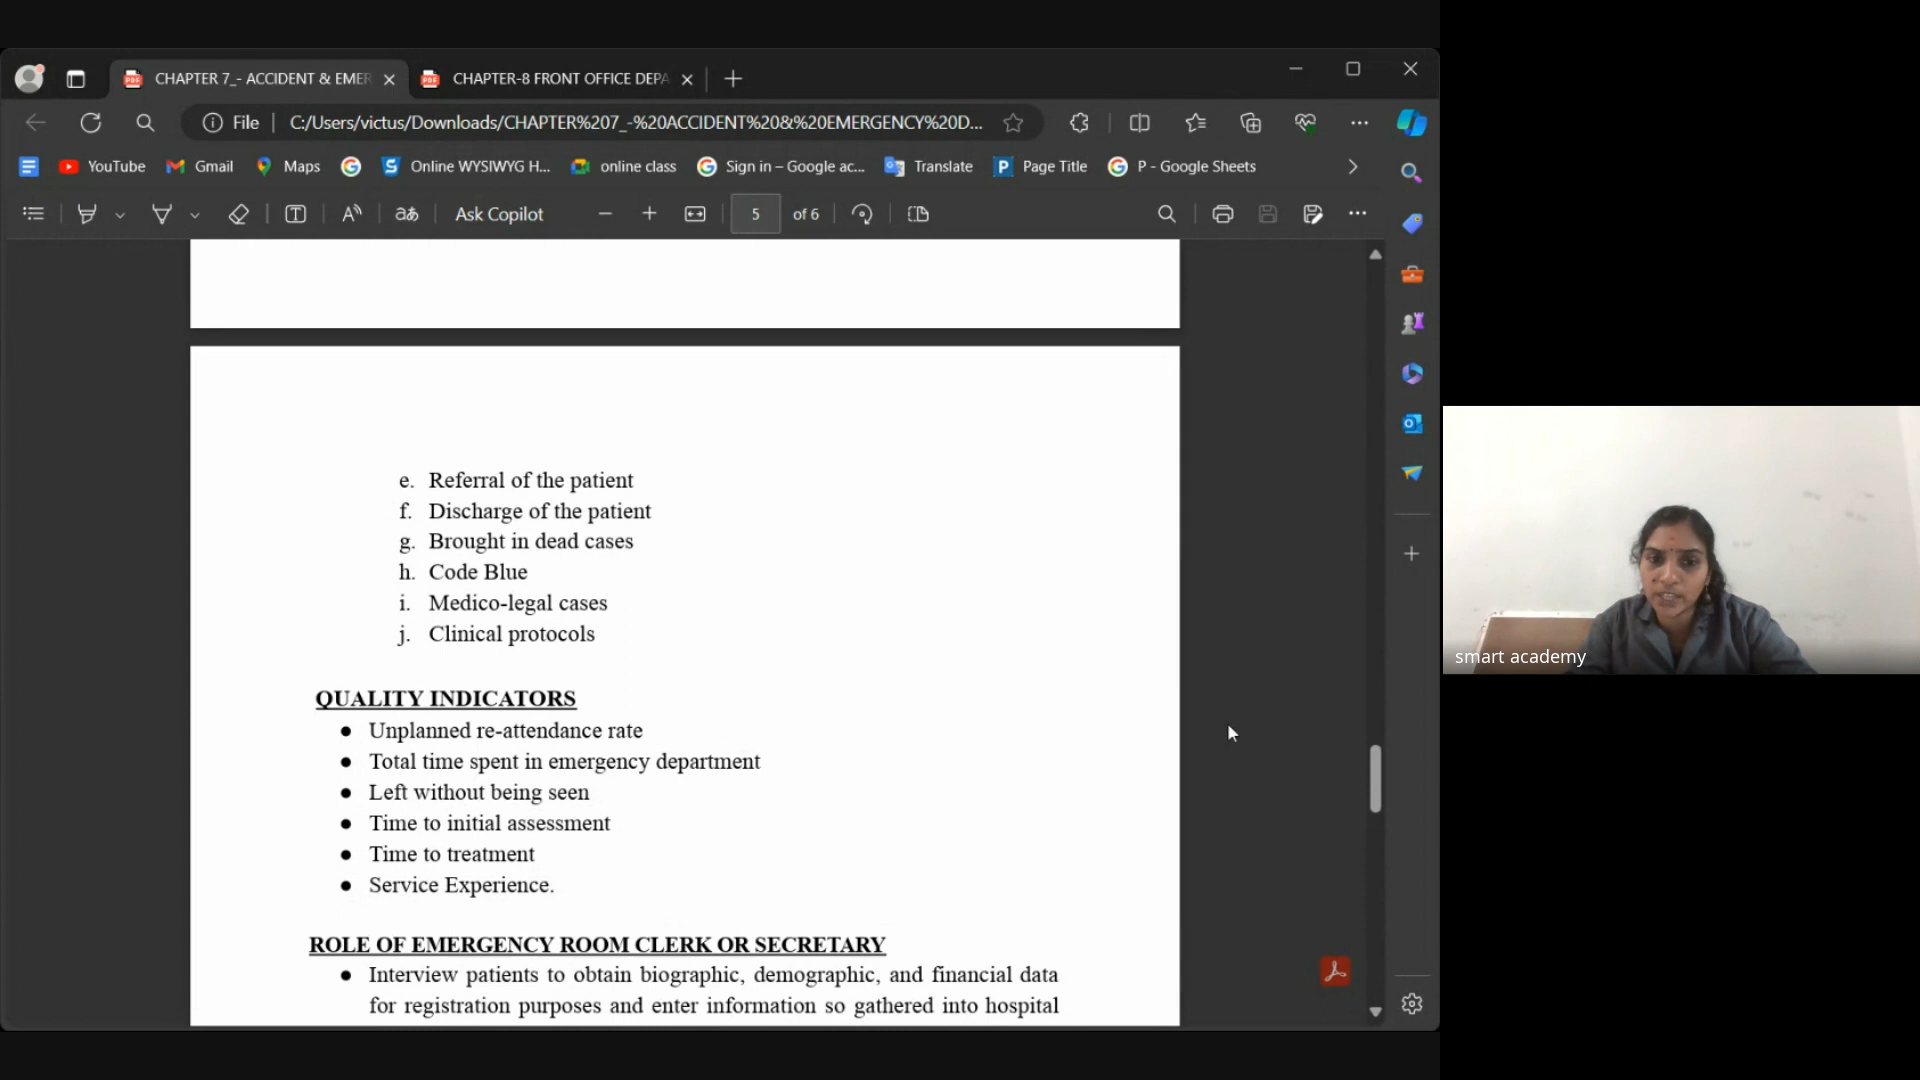 CHAPTER 7_- ACCIDENT & EMER
CHAPTER-8 FRONT OFFICE DEPA
File
C:/Users/victus/Downloads/CHAPTER%207_-%20ACCIDENT%20&%20EMERGENCY%20D...
YouTube
Gmail
Maps
Online WYSIWYG H...
online class
Sign in – Google ac...
Translate
Page Title
P - Google Sheets
Ask Copilot
5
of 6
e. Referral of the patient
f. Discharge of the patient
g. Brought in dead cases
h. Code Blue
i. Medico-legal cases
j. Clinical protocols
QUALITY INDICATORS
● Unplanned re-attendance rate
● Total time spent in emergency department
● Left without being seen
● Time to initial assessment
● Time to treatment
● Service Experience.
ROLE OF EMERGENCY ROOM CLERK OR SECRETARY
● Interview patients to obtain biographic, demographic, and financial data
for registration purposes and enter information so gathered into hospital
smart academy